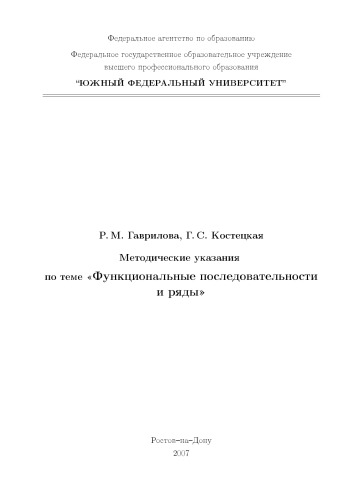 Федеральное агентство по образованию
Федеральное государственное образовательное учреждение
высшего профессионального образования
“ЮЖНЫЙ ФЕДЕРАЛЬНЫЙ УНИВЕРСИТЕТ”
Р. М. Гаврилова, Г. С. Костецкая
Методические указания
по теме «Функциональные последовательности
и ряды»
Ростов–на–Дону
2007